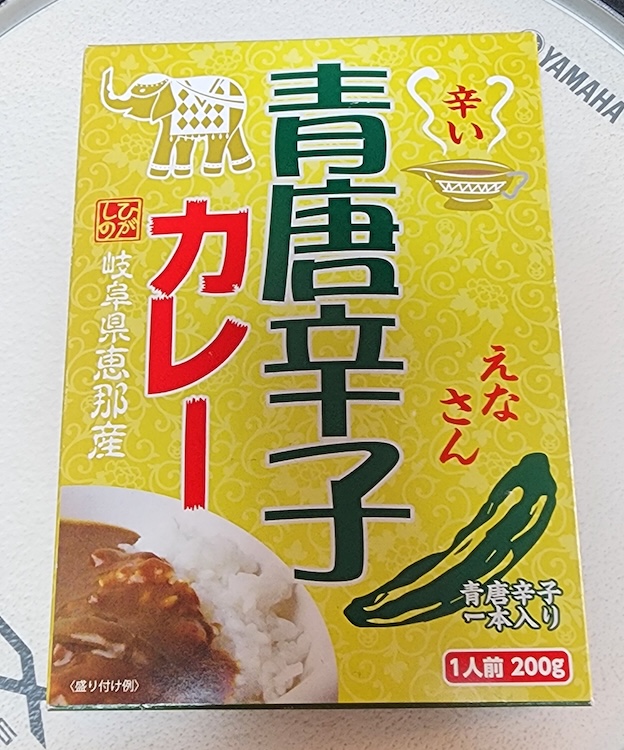 YAMAHA
辛い
青唐辛子
カレー
ひがしの
岐阜県恵那産
えな
さん
青唐辛子
一本入り
1人前 200g
〈盛り付け例〉